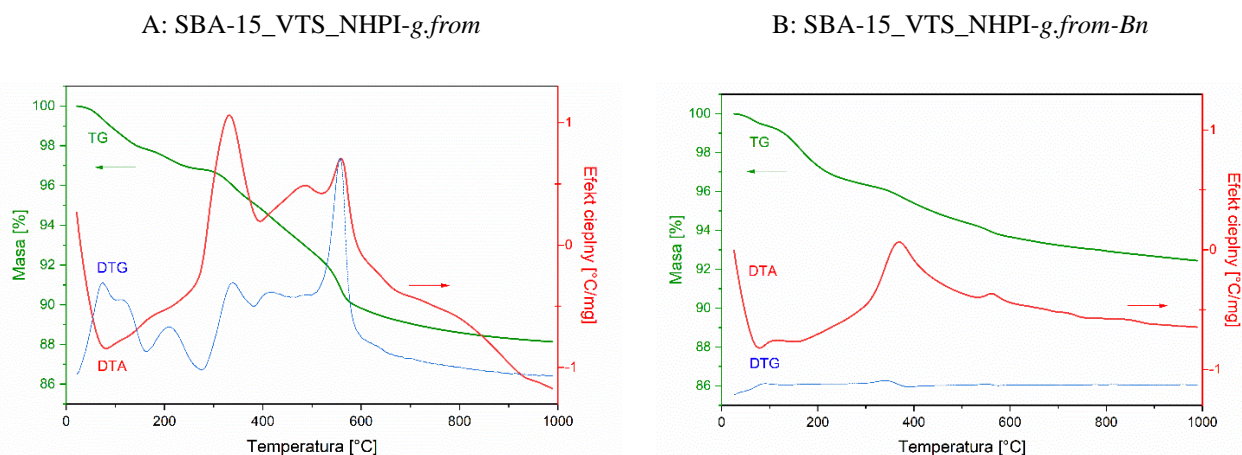 A: SBA-15_VTS_NHPI-g.from
B: SBA-15_VTS_NHPI-g.from-Bn
100
98
96
94
92
90
88
86
Masa [%]
TG
DTG
DTA
1
0
-1
Efekt cieplny [°C/mg]
0
200
400
600
800
1000
Temperatura [°C]
100
98
96
94
92
90
88
86
Masa [%]
TG
DTA
DTG
1
0
-1
Efekt cieplny [°C/mg]
0
200
400
600
800
1000
Temperatura [°C]